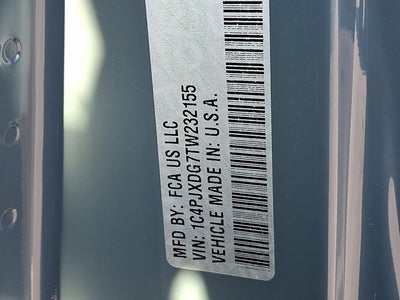 MFD BY: FCA US LLC
VIN: 1C4PJXDG7TW232155
VEHICLE MADE IN: U.S.A.